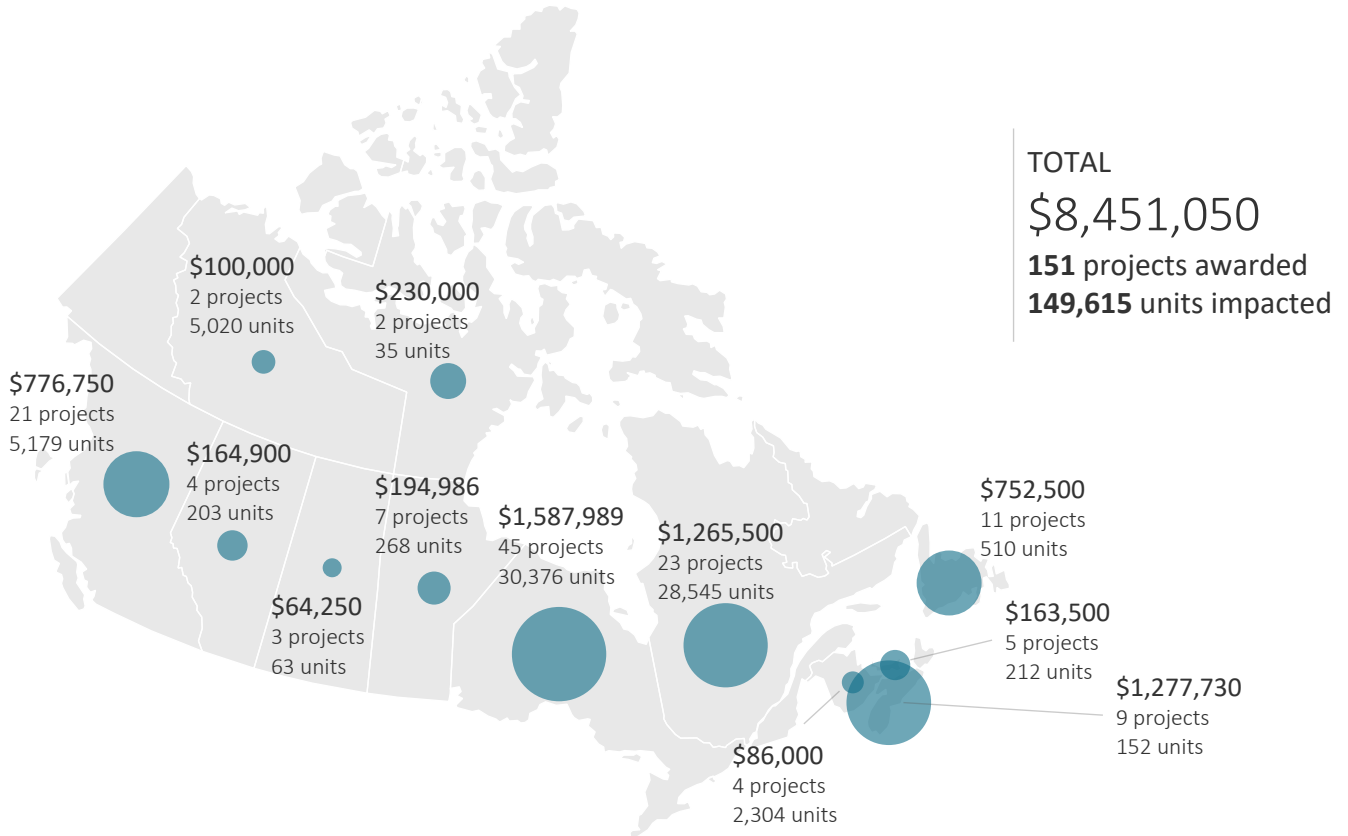 TOTAL
$8,451,050
151 projects awarded
149,615 units impacted
$100,000
2 projects
5,020 units
$230,000
2 projects
35 units
$776,750
21 projects
5,179 units
$164,900
4 projects
203 units
$194,986
7 projects
268 units
$1,587,989
45 projects
30,376 units
$1,265,500
23 projects
28,545 units
$752,500
11 projects
510 units
$64,250
3 projects
63 units
$163,500
5 projects
212 units
$1,277,730
9 projects
152 units
$86,000
4 projects
2,304 units